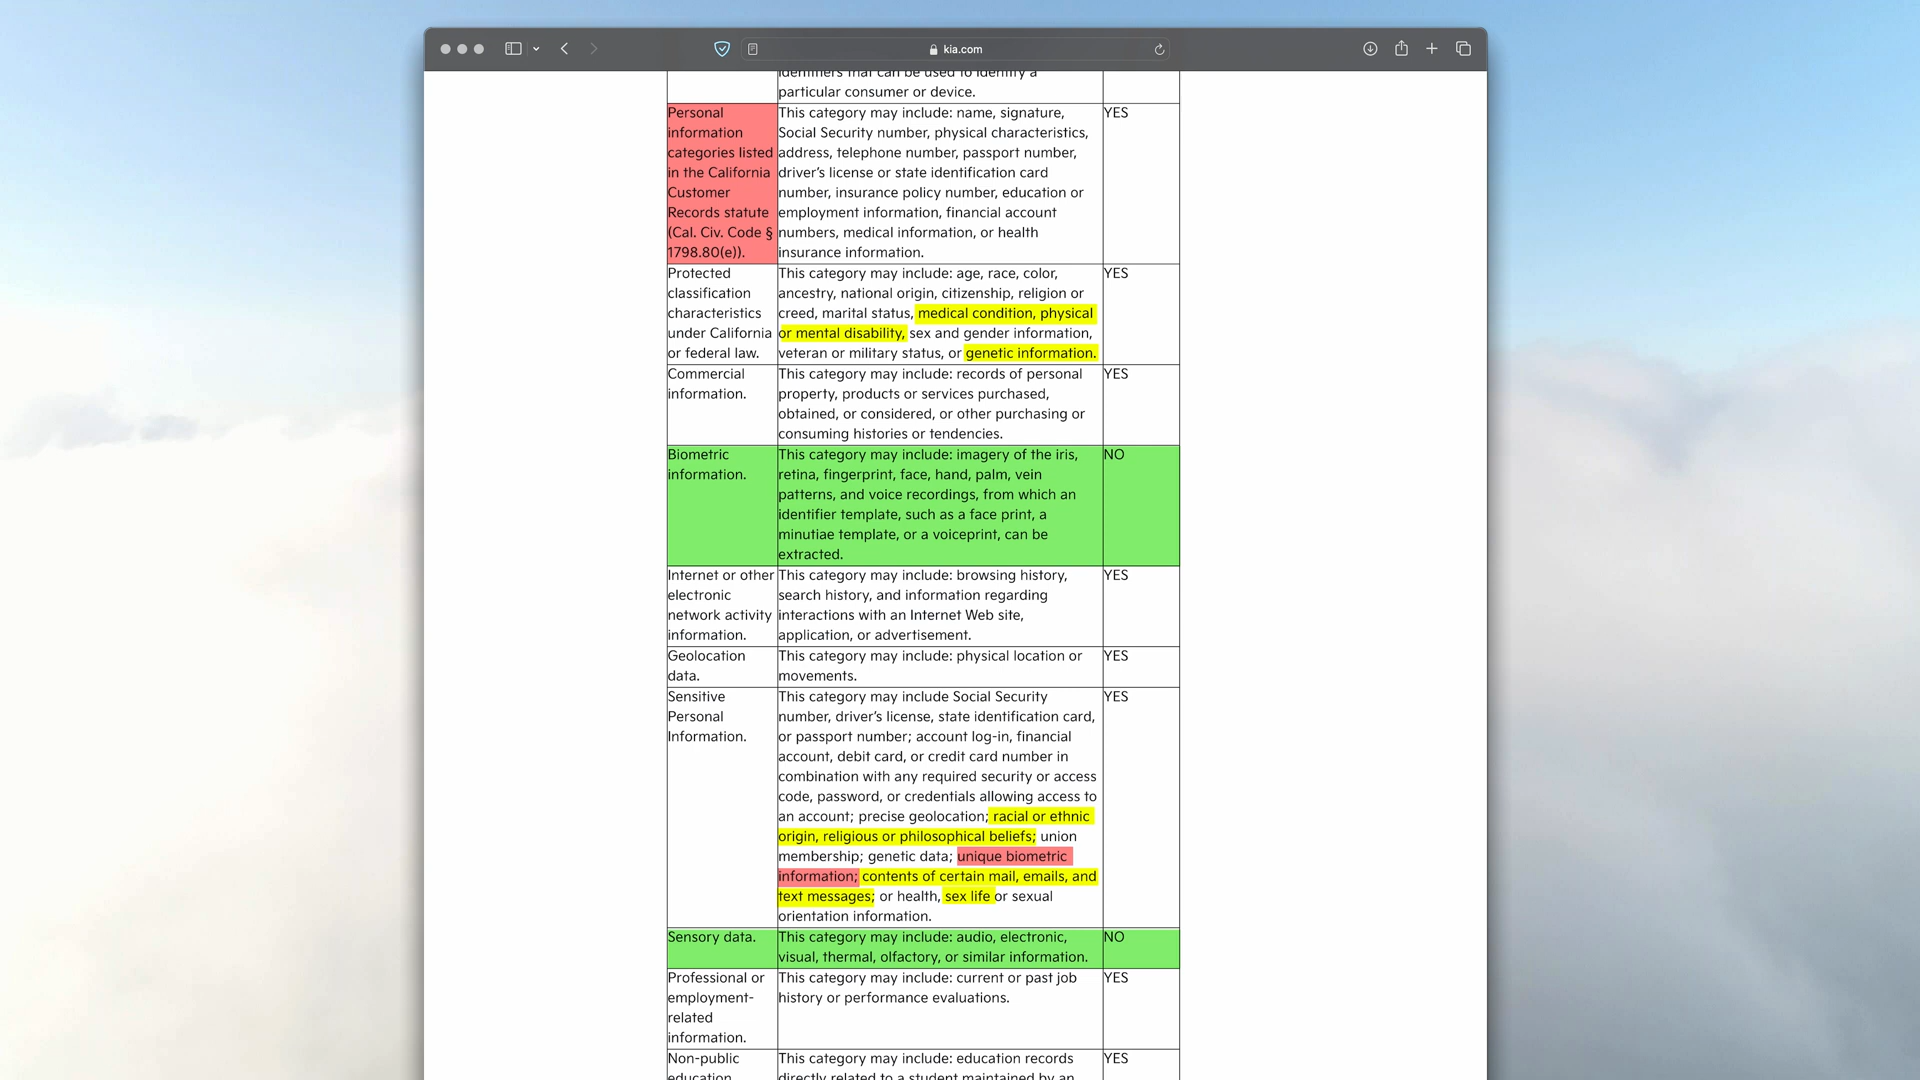 kia.com
identifiers that can be used to identify a
particular consumer or device.
Personal
information
categories listed
in the California
Customer
Records statute
(Cal. Civ. Code §
1798.80(e)).
This category may include: name, signature,
Social Security number, physical characteristics,
address, telephone number, passport number,
driver’s license or state identification card
number, insurance policy number, education or
employment information, financial account
numbers, medical information, or health
insurance information.
YES
Protected
classification
characteristics
under California
or federal law.
This category may include: age, race, color,
ancestry, national origin, citizenship, religion or
creed, marital status, medical condition, physical
or mental disability, sex and gender information,
veteran or military status, or genetic information.
YES
Commercial
information.
This category may include: records of personal
property, products or services purchased,
obtained, or considered, or other purchasing or
consuming histories or tendencies.
YES
Biometric
information.
This category may include: imagery of the iris,
retina, fingerprint, face, hand, palm, vein
patterns, and voice recordings, from which an
identifier template, such as a face print, a
minutiae template, or a voiceprint, can be
extracted.
NO
Internet or other
electronic
network activity
information.
This category may include: browsing history,
search history, and information regarding
interactions with an Internet Web site,
application, or advertisement.
YES
Geolocation
data.
This category may include: physical location or
movements.
YES
Sensitive
Personal
Information.
This category may include Social Security
number, driver’s license, state identification card,
or passport number; account log-in, financial
account, debit card, or credit card number in
combination with any required security or access
code, password, or credentials allowing access to
an account; precise geolocation; racial or ethnic
origin, religious or philosophical beliefs; union
membership; genetic data; unique biometric
information; contents of certain mail, emails, and
text messages; or health, sex life or sexual
orientation information.
YES
Sensory data.
This category may include: audio, electronic,
visual, thermal, olfactory, or similar information.
NO
Professional or
employment-
related
information.
This category may include: current or past job
history or performance evaluations.
YES
Non-public
education
This category may include: education records
directly related to a student maintained by an
YES